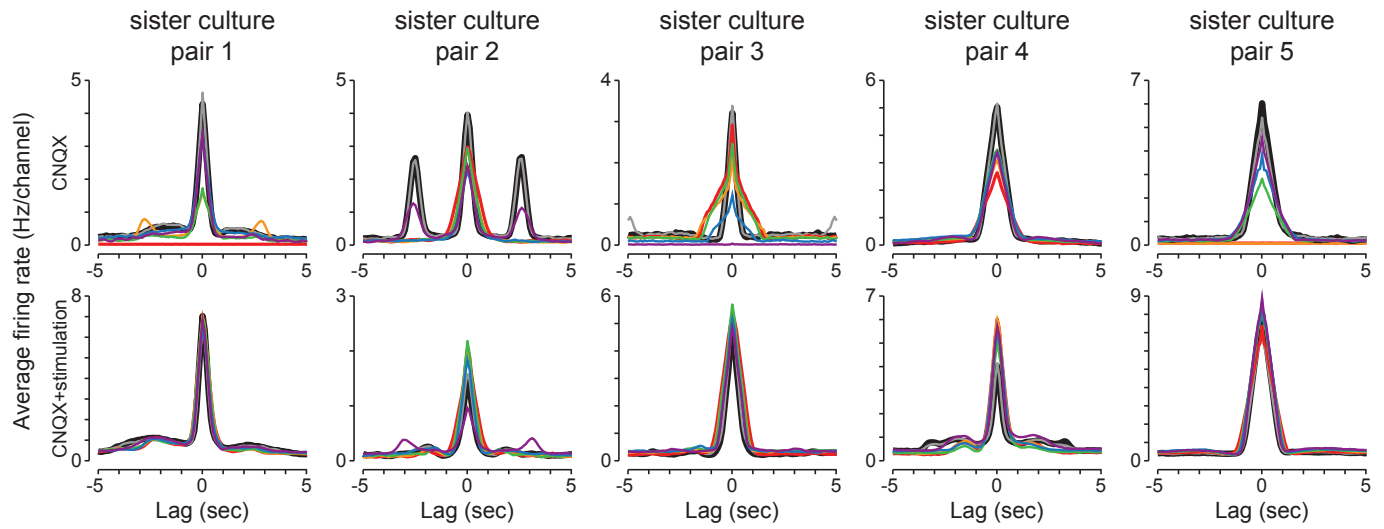 sister culture pair 1
sister culture pair 2
sister culture pair 3
sister culture pair 4
sister culture pair 5
Average firing rate (Hz/channel)
CNQX
5
0
-5 0 5
5
0
-5 0 5
4
0
-5 0 5
6
0
-5 0 5
7
0
-5 0 5
CNQX+stimulation
8
0
-5 0 5
Lag (sec)
3
0
-5 0 5
Lag (sec)
6
0
-5 0 5
Lag (sec)
7
0
-5 0 5
Lag (sec)
9
0
-5 0 5
Lag (sec)